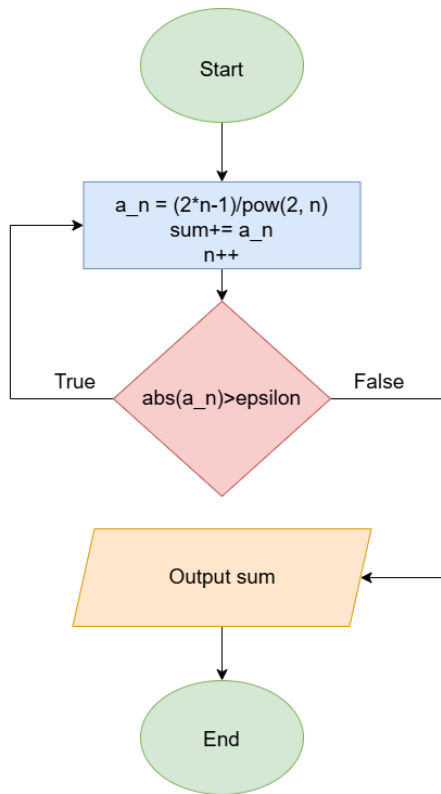 Start
a_n = (2*n-1)/pow(2, n)
sum+= a_n
n++
True
abs(a_n)>epsilon
False
Output sum
End